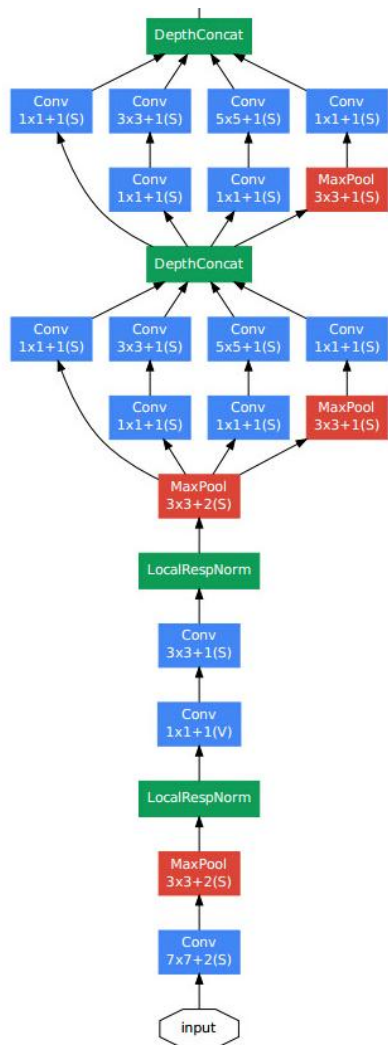 DepthConcat
Conv
1x1+1(S)
Conv
3x3+1(S)
Conv
5x5+1(S)
Conv
1x1+1(S)
Conv
1x1+1(S)
Conv
1x1+1(S)
MaxPool
3x3+1(S)
DepthConcat
Conv
1x1+1(S)
Conv
3x3+1(S)
Conv
5x5+1(S)
Conv
1x1+1(S)
Conv
1x1+1(S)
Conv
1x1+1(S)
MaxPool
3x3+1(S)
MaxPool
3x3+2(S)
LocalRespNorm
Conv
3x3+1(S)
Conv
1x1+1(V)
LocalRespNorm
MaxPool
3x3+2(S)
Conv
7x7+2(S)
input